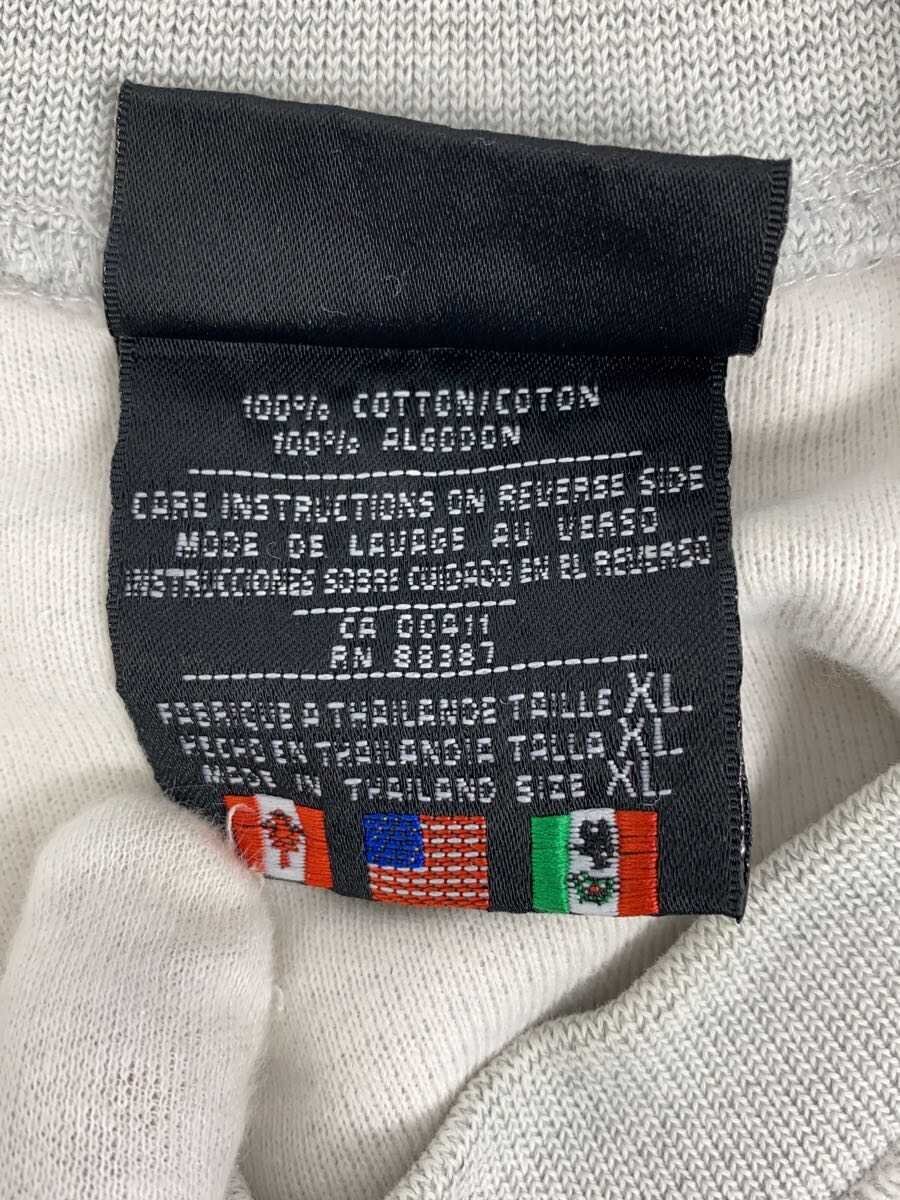 100% COTTON/COTON
100% ALGODON
CARE INSTRUCTIONS ON REVERSE SIDE
MODE DE LAVAGE AU VERSO
INSTRUCCIONES SOBRE CUIDADO EN EL REVERSO
CA 00411
RN 88387
FABRIQUE A THAILANDE TAILLE XL
HECHO EN THAILANDIA TALLA XL
MADE IN THAILAND SIZE XL